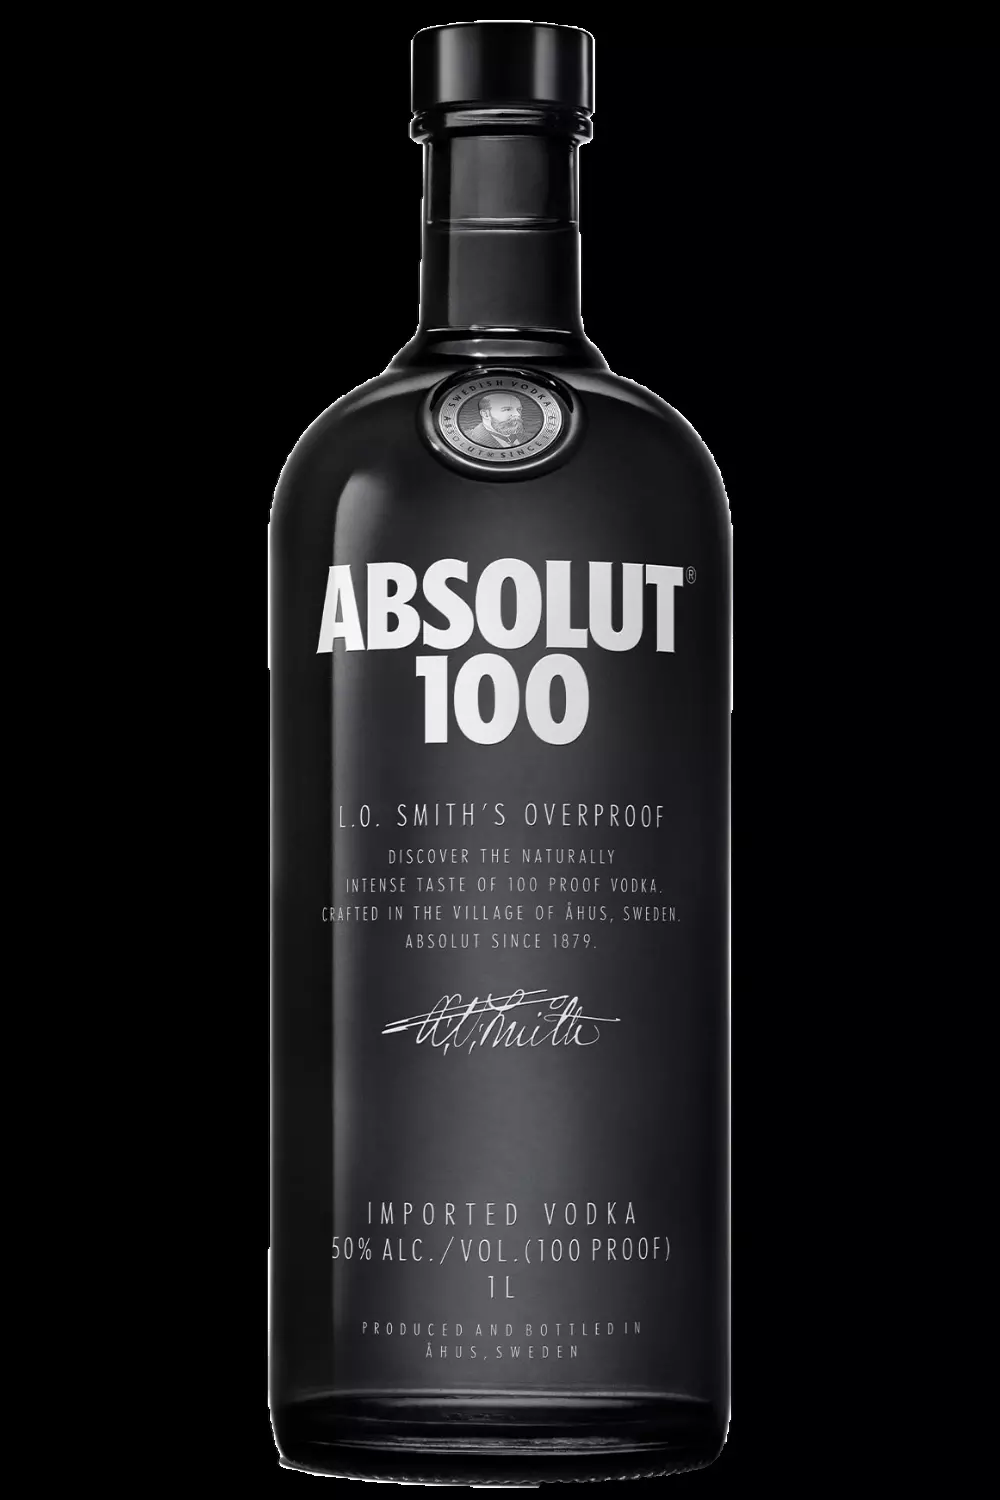 SWEDISH VODKA
ABSOLUT® SINCE 1879
ABSOLUT®
100
L.O. SMITH'S OVERPROOF
DISCOVER THE NATURALLY
INTENSE TASTE OF 100 PROOF VODKA.
CRAFTED IN THE VILLAGE OF ÅHUS, SWEDEN.
ABSOLUT SINCE 1879.
L.O. Smith
IMPORTED VODKA
50% ALC./VOL.(100 PROOF)
1 L
PRODUCED AND BOTTLED IN
ÅHUS, SWEDEN